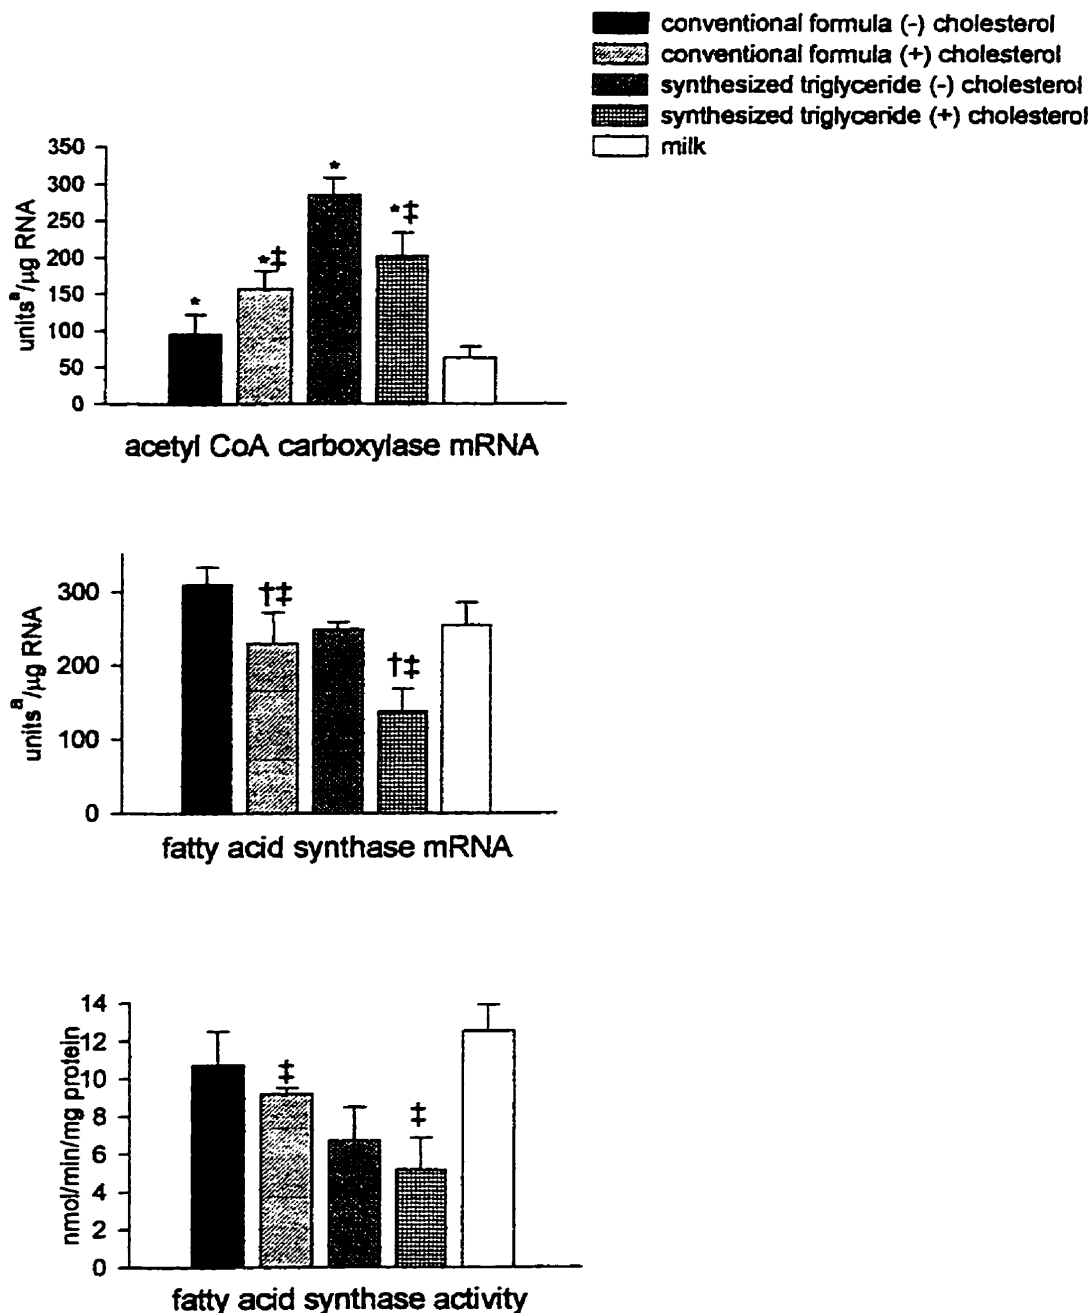 conventional formula (-) cholesterol
conventional formula (+) cholesterol
synthesized triglyceride (-) cholesterol
synthesized triglyceride (+) cholesterol
milk
350
300
250
200
150
100
50
0
units^a/µg RNA
*
*‡
*
*‡
acetyl CoA carboxylase mRNA
300
200
100
0
units^a/µg RNA
†‡
†‡
fatty acid synthase mRNA
14
12
10
8
6
4
2
0
nmol/min/mg protein
‡
‡
fatty acid synthase activity